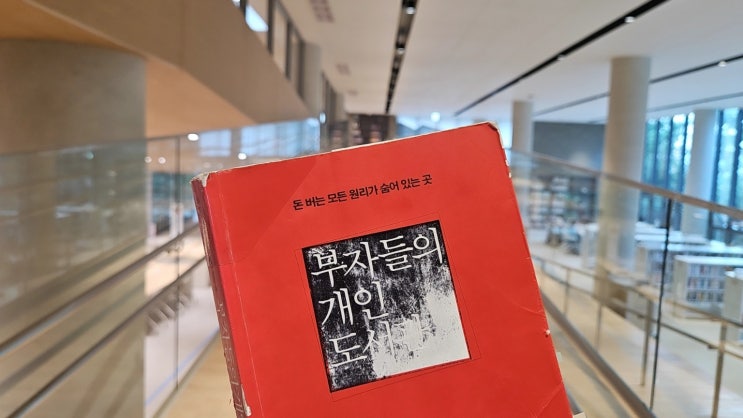 돈 버는 모든 원리가 숨어 있는 곳
부자들의
개인
도서관